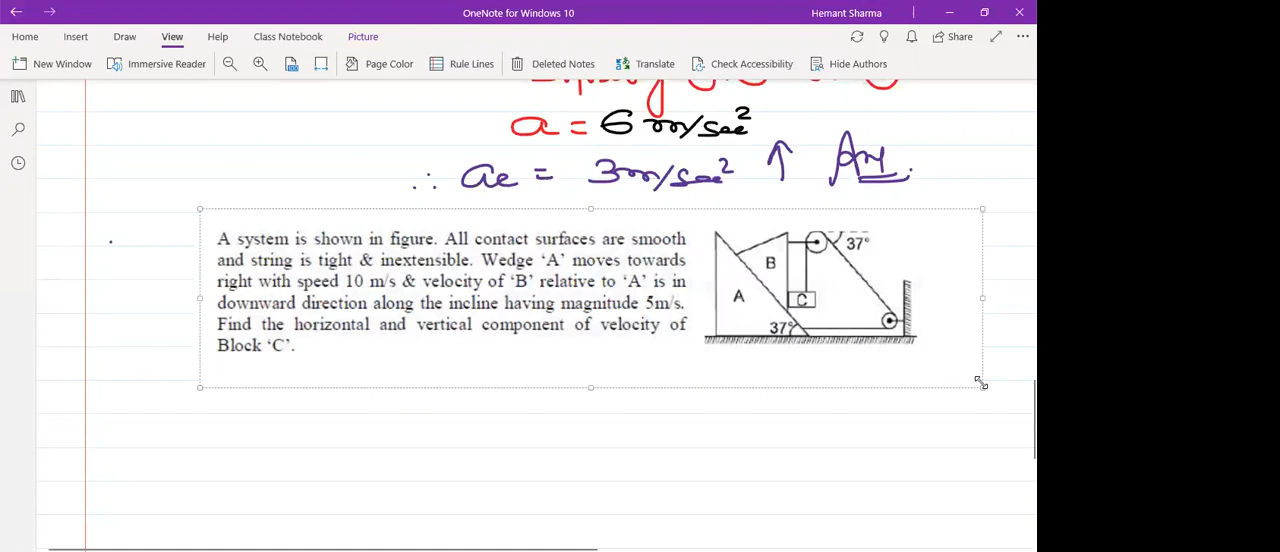 OneNote for Windows 10
Hemant Sharma
Home Insert Draw View Help Class Notebook Picture
Share
New Window Immersive Reader Page Color Rule Lines Deleted Notes Translate Check Accessibility Hide Authors
a = 6 m/sec²
∴ ac = 3m/sec² ↑ Ans.
A system is shown in figure. All contact surfaces are smooth
and string is tight & inextensible. Wedge ‘A’ moves towards
right with speed 10 m/s & velocity of ‘B’ relative to ‘A’ is in
downward direction along the incline having magnitude 5m/s.
Find the horizontal and vertical component of velocity of
Block ‘C’.
37°
B
A
C
37°